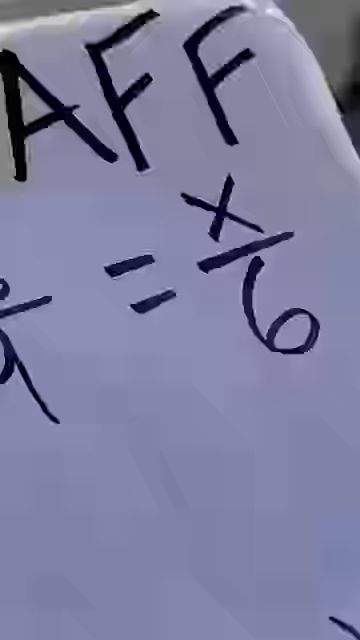 AFF
= x/6